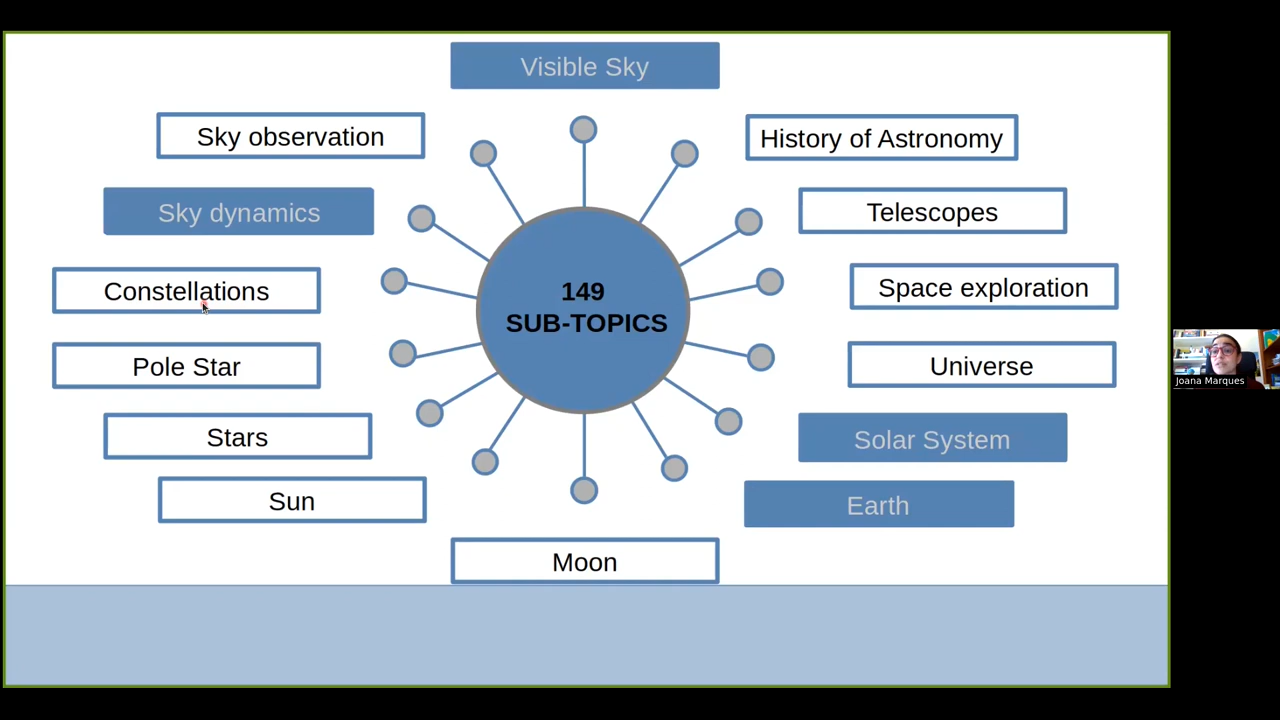 Visible Sky
Sky observation
History of Astronomy
Sky dynamics
Telescopes
Constellations
Space exploration
149
SUB-TOPICS
Pole Star
Universe
Stars
Solar System
Sun
Earth
Moon
Joana Marques